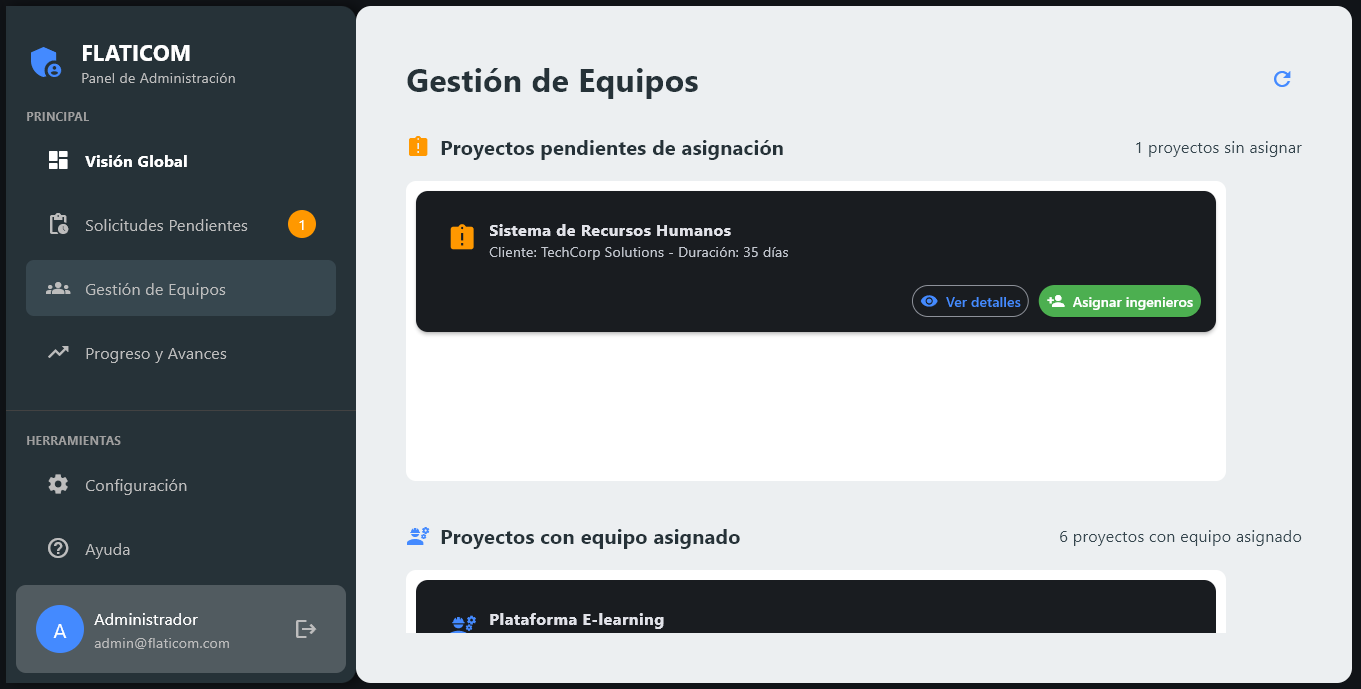 FLATICOM
Panel de Administración
PRINCIPAL
Visión Global
Solicitudes Pendientes
1
Gestión de Equipos
Progreso y Avances
HERRAMIENTAS
Configuración
Ayuda
A
Administrador
admin@flaticom.com
Gestión de Equipos
Proyectos pendientes de asignación
1 proyectos sin asignar
Sistema de Recursos Humanos
Cliente: TechCorp Solutions - Duración: 35 días
Ver detalles
Asignar ingenieros
Proyectos con equipo asignado
6 proyectos con equipo asignado
Plataforma E-learning